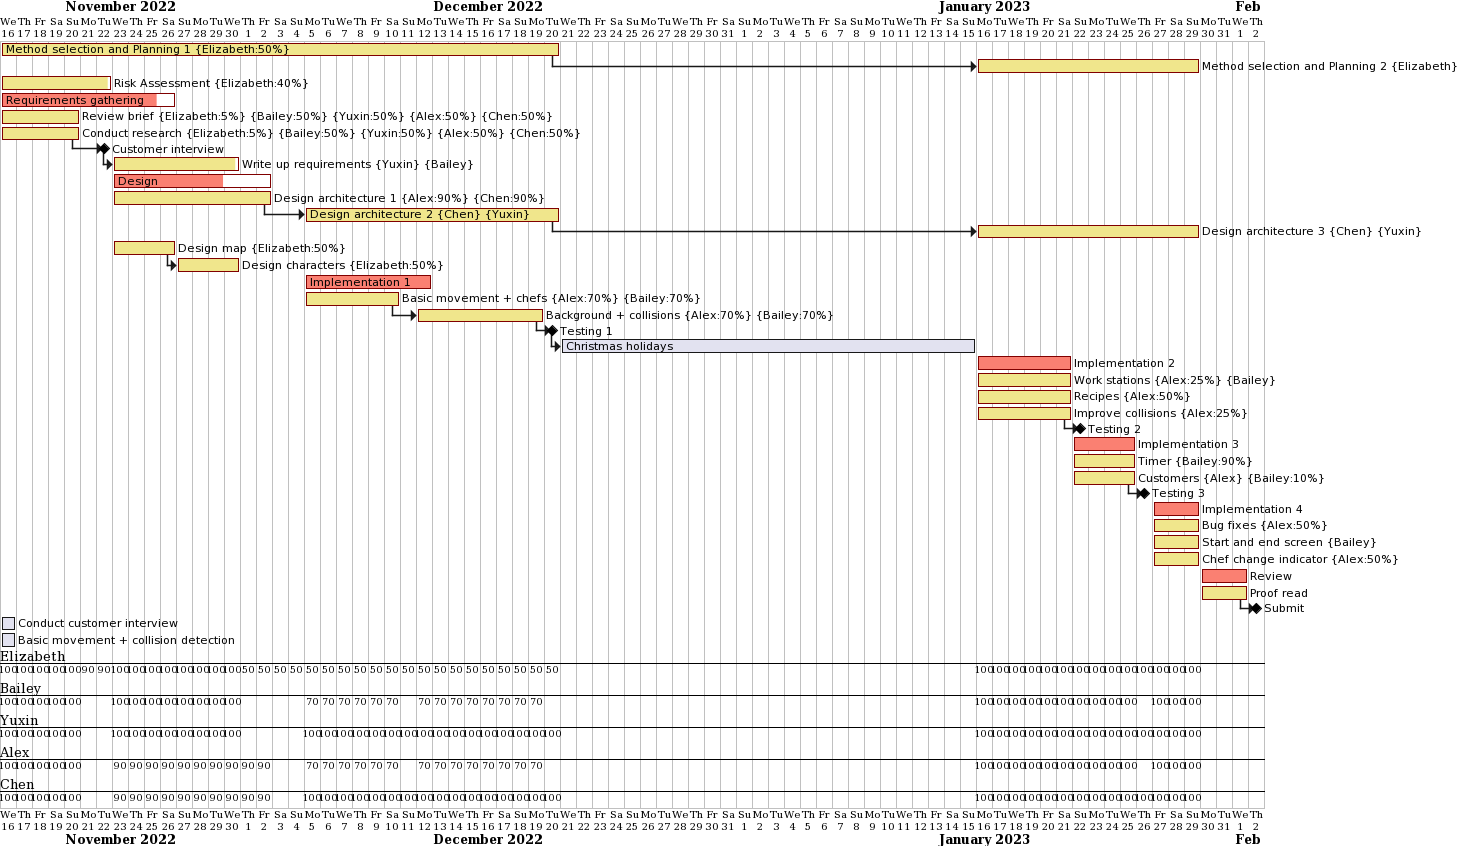 November 2022 December 2022 January 2023 Feb
We Th Fr Sa Su Mo Tu We Th Fr Sa Su Mo Tu We Th Fr Sa Su Mo Tu We Th Fr Sa Su Mo Tu We Th Fr Sa Su Mo Tu We Th Fr Sa Su Mo Tu We Th Fr Sa Su Mo Tu We Th Fr Sa Su Mo Tu We Th Fr Sa Su Mo Tu We Th Fr Sa Su Mo Tu We Th Fr Sa Su Mo Tu We Th
16 17 18 19 20 21 22 23 24 25 26 27 28 29 30 1 2 3 4 5 6 7 8 9 10 11 12 13 14 15 16 17 18 19 20 21 22 23 24 25 26 27 28 29 30 31 1 2 3 4 5 6 7 8 9 10 11 12 13 14 15 16 17 18 19 20 21 22 23 24 25 26 27 28 29 30 31 1 2
Method selection and Planning 1 {Elizabeth:50%}
Method selection and Planning 2 {Elizabeth}
Risk Assessment {Elizabeth:40%}
Requirements gathering
Review brief {Elizabeth:5%} {Bailey:50%} {Yuxin:50%} {Alex:50%} {Chen:50%}
Conduct research {Elizabeth:5%} {Bailey:50%} {Yuxin:50%} {Alex:50%} {Chen:50%}
Customer interview
Write up requirements {Yuxin} {Bailey}
Design
Design architecture 1 {Alex:90%} {Chen:90%}
Design architecture 2 {Chen} {Yuxin}
Design architecture 3 {Chen} {Yuxin}
Design map {Elizabeth:50%}
Design characters {Elizabeth:50%}
Implementation 1
Basic movement + chefs {Alex:70%} {Bailey:70%}
Background + collisions {Alex:70%} {Bailey:70%}
Testing 1
Christmas holidays
Implementation 2
Work stations {Alex:25%} {Bailey}
Recipes {Alex:50%}
Improve collisions {Alex:25%}
Testing 2
Implementation 3
Timer {Bailey:90%}
Customers {Alex} {Bailey:10%}
Testing 3
Implementation 4
Bug fixes {Alex:50%}
Start and end screen {Bailey}
Chef change indicator {Alex:50%}
Review
Proof read
Submit
Conduct customer interview
Basic movement + collision detection
Elizabeth
100 100 100 100 100 90 90 100 100 100 100 100 100 100 100 50 50 50 50 50 50 50 50 50 50 50 50 50 50 50 50 50 50 50 50 100 100 100 100 100 100 100 100 100 100 100 100 100 100
Bailey
100 100 100 100 100 100 100 100 100 100 100 100 100 70 70 70 70 70 70 70 70 70 70 70 70 70 70 100 100 100 100 100 100 100 100 100 100 100 100 100
Yuxin
100 100 100 100 100 100 100 100 100 100 100 100 100 100 100 100 100 100 100 100 100 100 100 100 100 100 100 100 100 100 100 100 100 100 100 100 100 100 100 100 100 100 100
Alex
100 100 100 100 100 90 90 90 90 90 90 90 90 90 90 70 70 70 70 70 70 70 70 70 70 70 70 70 70 100 100 100 100 100 100 100 100 100 100 100 100 100
Chen
100 100 100 100 100 90 90 90 90 90 90 90 90 90 90 100 100 100 100 100 100 100 100 100 100 100 100 100 100 100 100 100 100 100 100 100 100 100 100 100 100 100 100 100 100
We Th Fr Sa Su Mo Tu We Th Fr Sa Su Mo Tu We Th Fr Sa Su Mo Tu We Th Fr Sa Su Mo Tu We Th Fr Sa Su Mo Tu We Th Fr Sa Su Mo Tu We Th Fr Sa Su Mo Tu We Th Fr Sa Su Mo Tu We Th Fr Sa Su Mo Tu We Th Fr Sa Su Mo Tu We Th Fr Sa Su Mo Tu We Th
16 17 18 19 20 21 22 23 24 25 26 27 28 29 30 1 2 3 4 5 6 7 8 9 10 11 12 13 14 15 16 17 18 19 20 21 22 23 24 25 26 27 28 29 30 31 1 2 3 4 5 6 7 8 9 10 11 12 13 14 15 16 17 18 19 20 21 22 23 24 25 26 27 28 29 30 31 1 2
November 2022 December 2022 January 2023 Feb